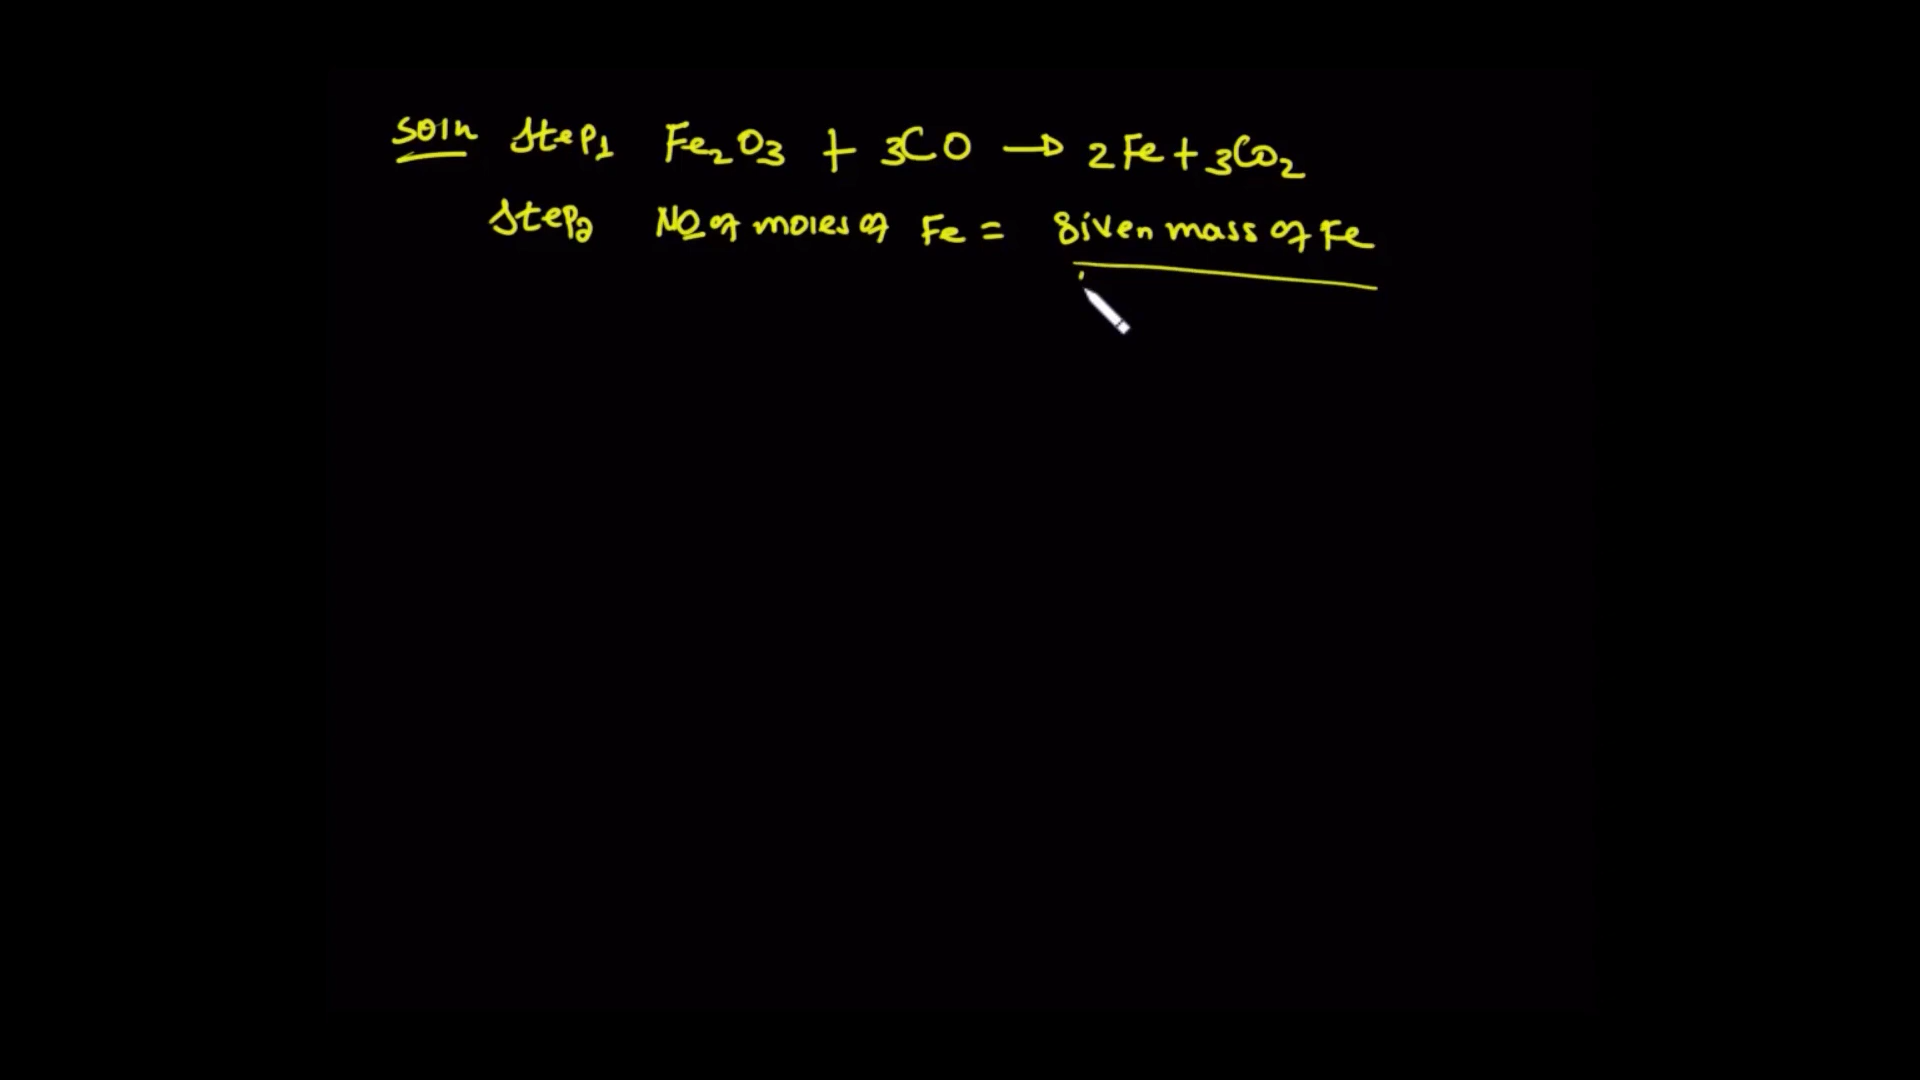 Soln Step1 Fe2O3 + 3CO → 2Fe + 3CO2
Step2 No of moles of Fe = Given mass of Fe